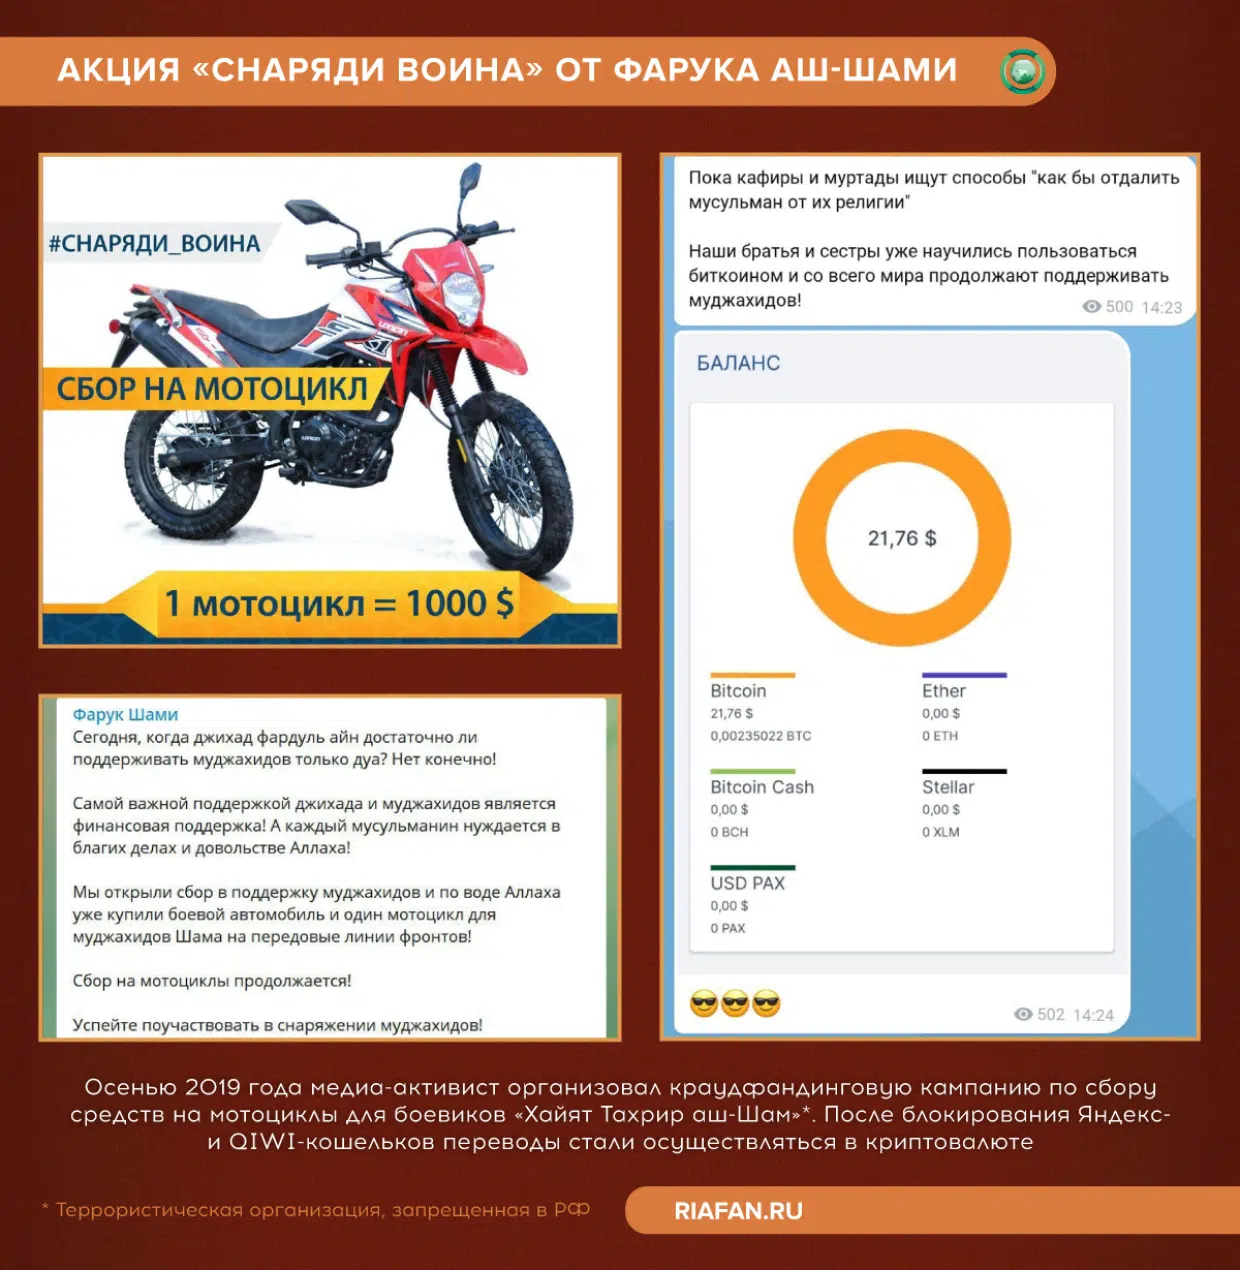 АКЦИЯ «СНАРЯДИ ВОИНА» ОТ ФАРУКА АШ-ШАМИ
#СНАРЯДИ_ВОИНА
СБОР НА МОТОЦИКЛ
LONCIN
LONCIN
1 мотоцикл = 1000 $
Фарук Шами
Сегодня, когда джихад фардуль айн достаточно ли
поддерживать муджахидов только дуа? Нет конечно!
Самой важной поддержкой джихада и муджахидов является
финансовая поддержка! А каждый мусульманин нуждается в
благих делах и довольстве Аллаха!
Мы открыли сбор в поддержку муджахидов и по воде Аллаха
уже купили боевой автомобиль и один мотоцикл для
муджахидов Шама на передовые линии фронтов!
Сбор на мотоциклы продолжается!
Успейте поучаствовать в снаряжении муджахидов!
Пока кафиры и муртады ищут способы "как бы отдалить
мусульман от их религии"
Наши братья и сестры уже научились пользоваться
биткоином и со всего мира продолжают поддерживать
муджахидов!
500 14:23
БАЛАНС
21,76 $
Bitcoin
21,76 $
0,00235022 BTC
Ether
0,00 $
0 ETH
Bitcoin Cash
0,00 $
0 BCH
Stellar
0,00 $
0 XLM
USD PAX
0,00 $
0 PAX
502 14:24
Осенью 2019 года медиа-активист организовал краудфандинговую кампанию по сбору
средств на мотоциклы для боевиков «Хайят Тахрир аш-Шам»*. После блокирования Яндекс-
и QIWI-кошельков переводы стали осуществляться в криптовалюте
* Террористическая организация, запрещенная в РФ
RIAFAN.RU